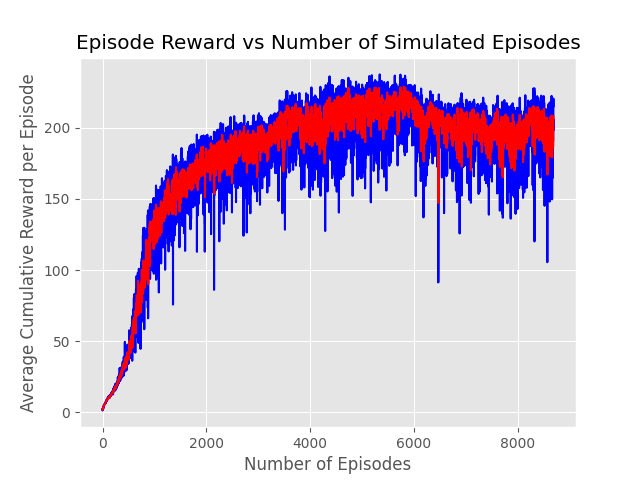 Episode Reward vs Number of Simulated Episodes
Average Cumulative Reward per Episode
200
150
100
50
0
0 2000 4000 6000 8000
Number of Episodes